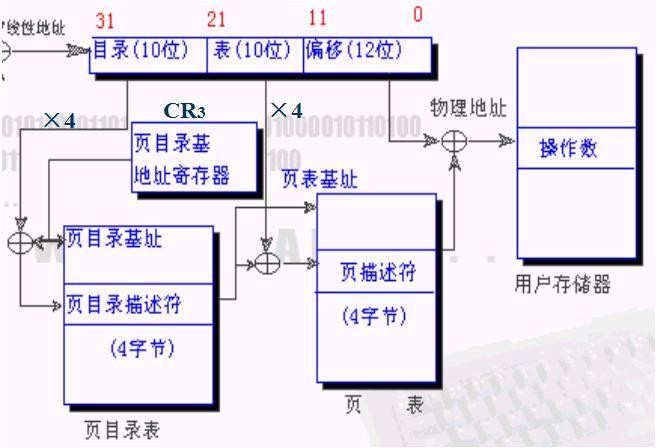 31 21 11 0
线性地址
目录(10位) 表(10位) 偏移(12位)
×4 CR3 ×4
物理地址
页目录基
地址寄存器
操作数
页表基址
页目录基址
页描述符
用户存储器
页目录描述符
(4字节)
(4字节)
页 表
页目录表